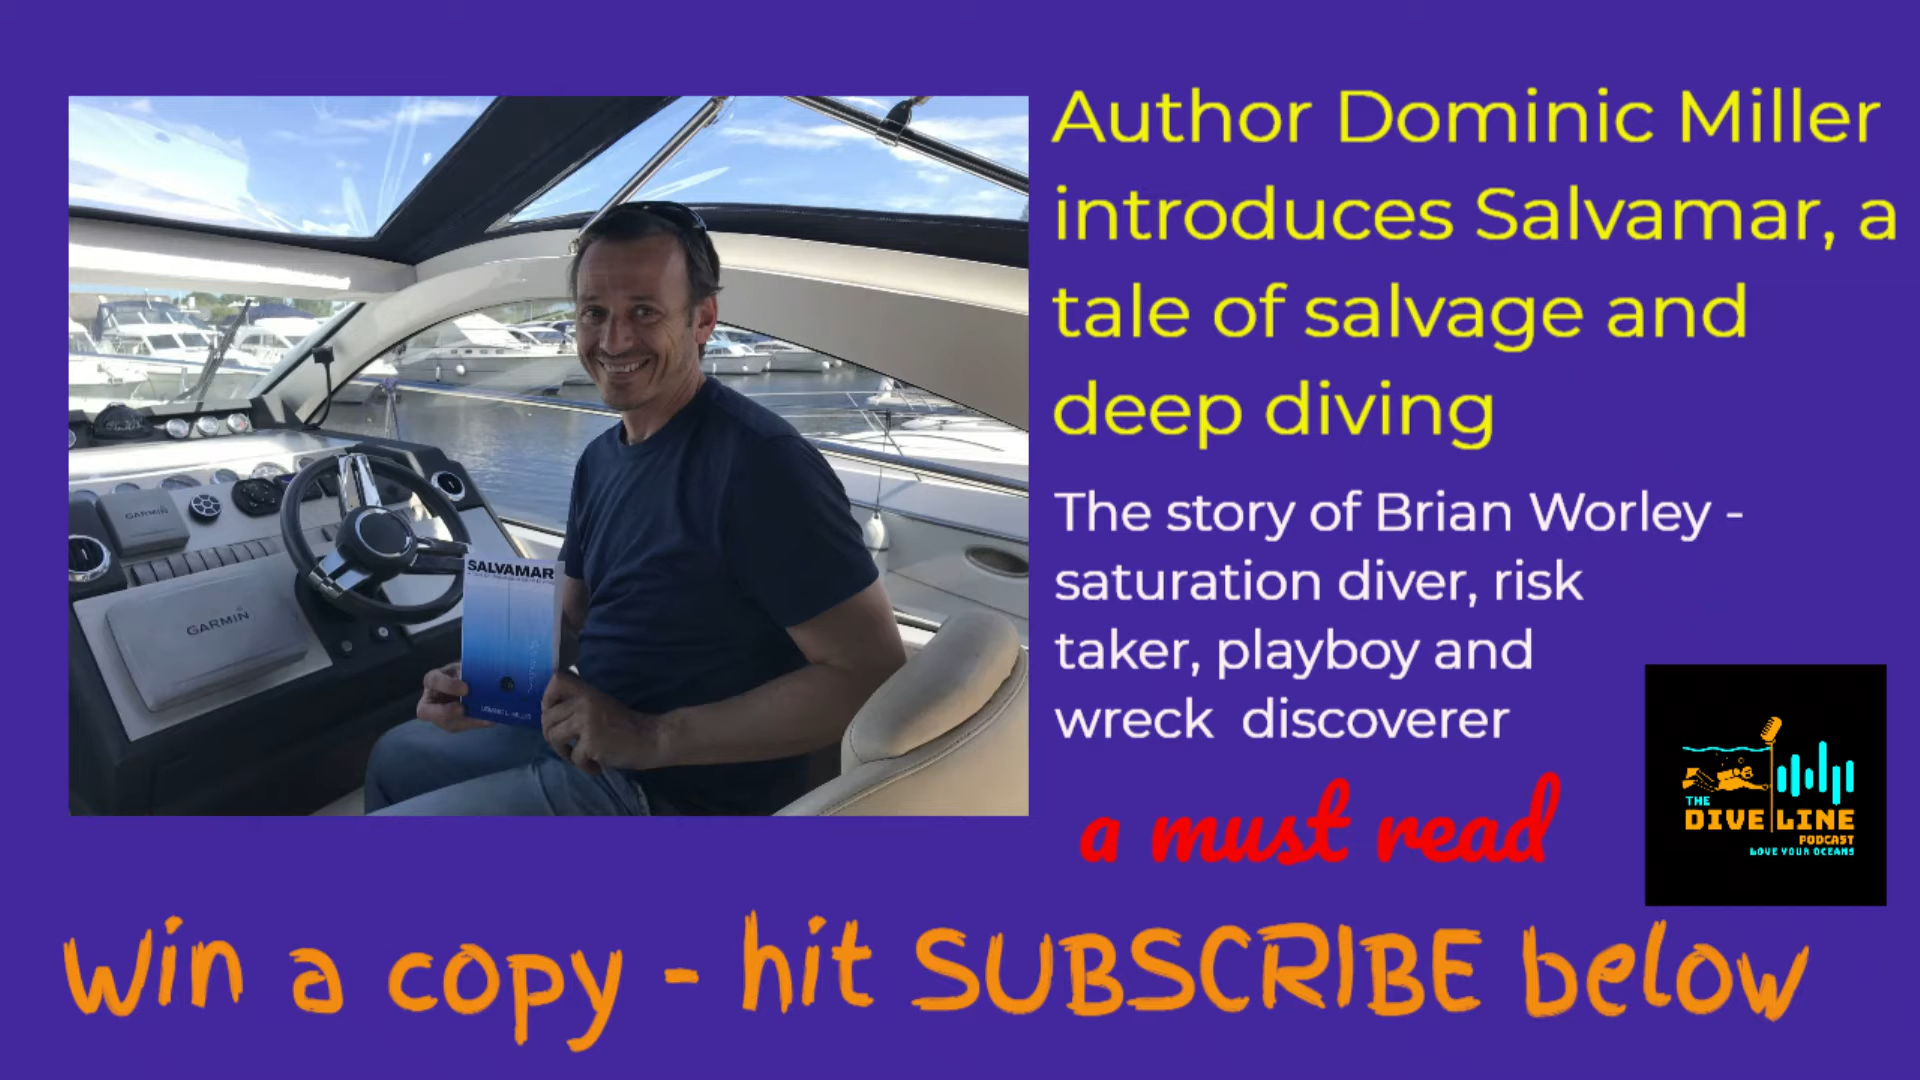 Author Dominic Miller
introduces Salvamar, a
tale of salvage and
deep diving
The story of Brian Worley -
saturation diver, risk
taker, playboy and
wreck discoverer
a must read
Win a copy - hit SUBSCRIBE below
THE
DIVE LINE
PODCAST
LOVE YOUR OCEANS
GARMIN
GARMIN
SALVAMAR